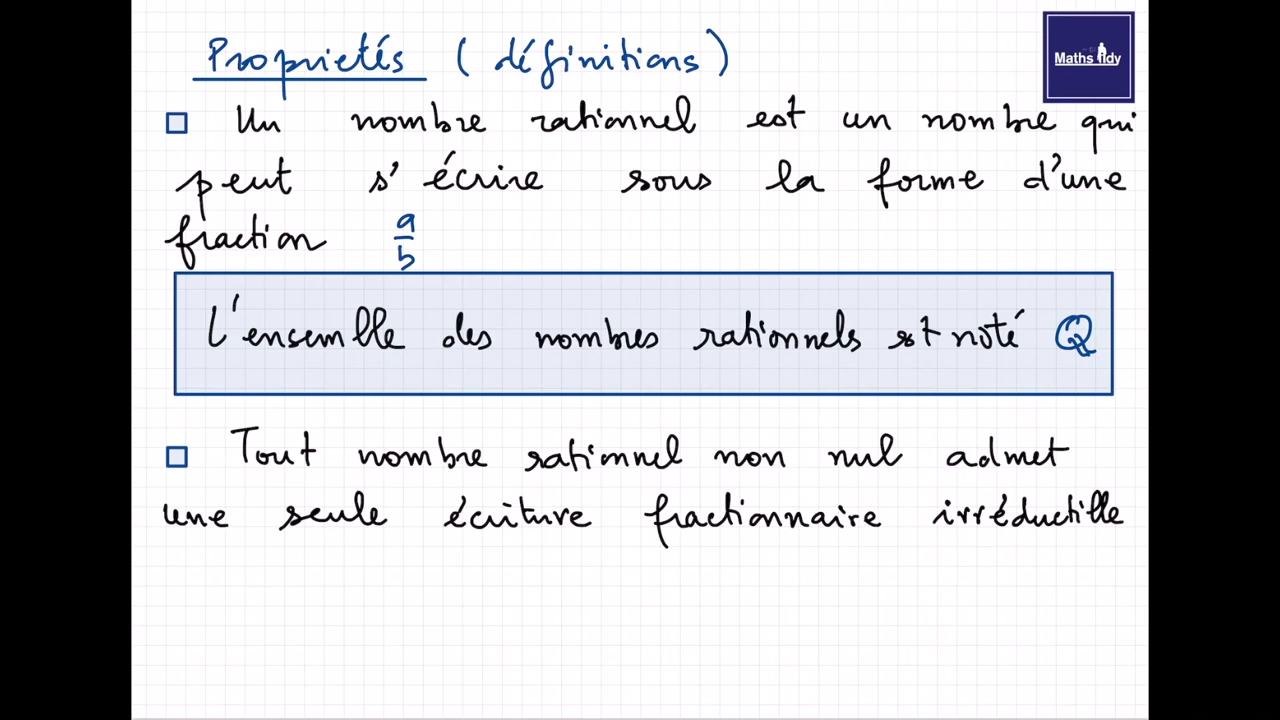 Propriétés (définitions)
Maths Ady
Un nombre rationnel est un nombre qui
peut s'écrire sous la forme d'une
fraction a/b
L'ensemble des nombres rationnels est noté ℚ
Tout nombre rationnel non nul admet
une seule écriture fractionnaire irréductible